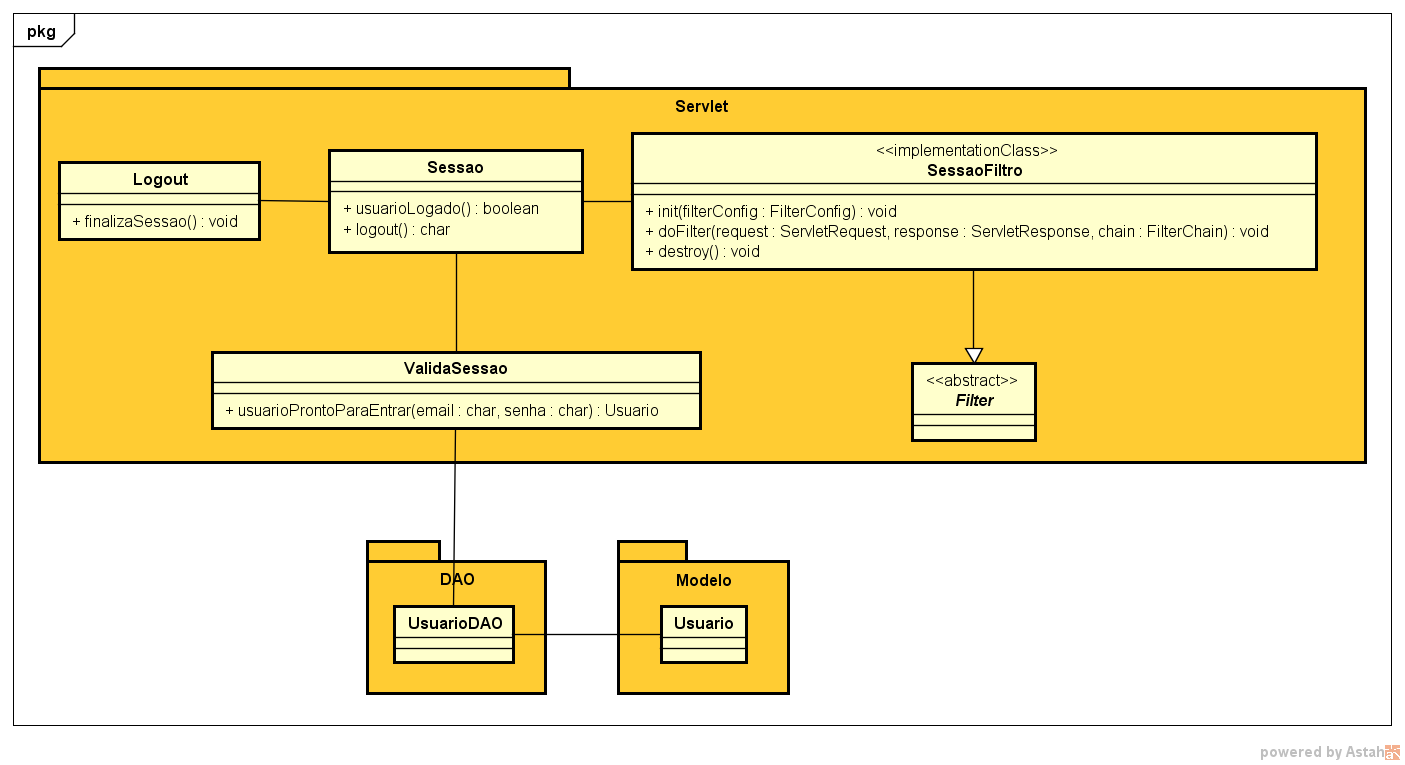 pkg
Servlet
Logout
+ finalizaSessao() : void
Sessao
+ usuarioLogado() : boolean
+ logout() : char
<<implementationClass>>
SessaoFiltro
+ init(filterConfig : FilterConfig) : void
+ doFilter(request : ServletRequest, response : ServletResponse, chain : FilterChain) : void
+ destroy() : void
ValidaSessao
+ usuarioProntoParaEntrar(email : char, senha : char) : Usuario
<<abstract>>
Filter
DAO
UsuarioDAO
Modelo
Usuario
powered by Astah